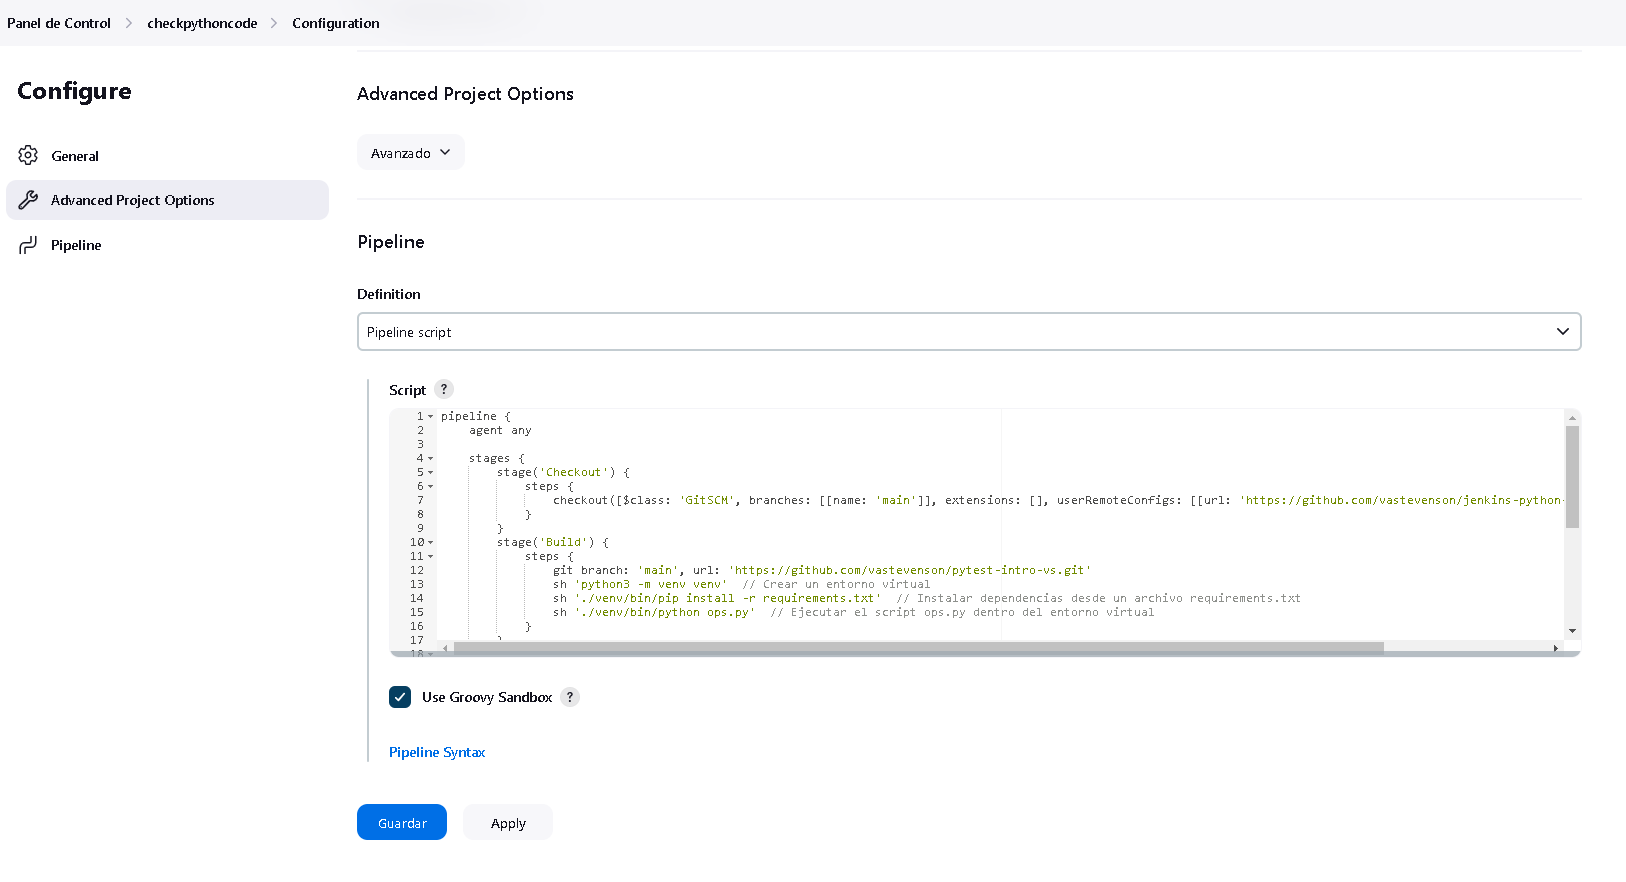 Panel de Control > checkpythoncode > Configuration
Configure
General
Advanced Project Options
Pipeline
Advanced Project Options
Avanzado
Pipeline
Definition
Pipeline script
Script ?
1 pipeline {
2     agent any
3
4     stages {
5         stage('Checkout') {
6             steps {
7                 checkout([$class: 'GitSCM', branches: [[name: 'main']], extensions: [], userRemoteConfigs: [[url: 'https://github.com/vastevenson/jenkins-python-
8             }
9         }
10         stage('Build') {
11             steps {
12                 git branch: 'main', url: 'https://github.com/vastevenson/pytest-intro-vs.git'
13                 sh 'python3 -m venv venv'  // Crear un entorno virtual
14                 sh './venv/bin/pip install -r requirements.txt'  // Instalar dependencias desde un archivo requirements.txt
15                 sh './venv/bin/python ops.py'  // Ejecutar el script ops.py dentro del entorno virtual
16             }
17         }
18
Use Groovy Sandbox ?
Pipeline Syntax
Guardar
Apply